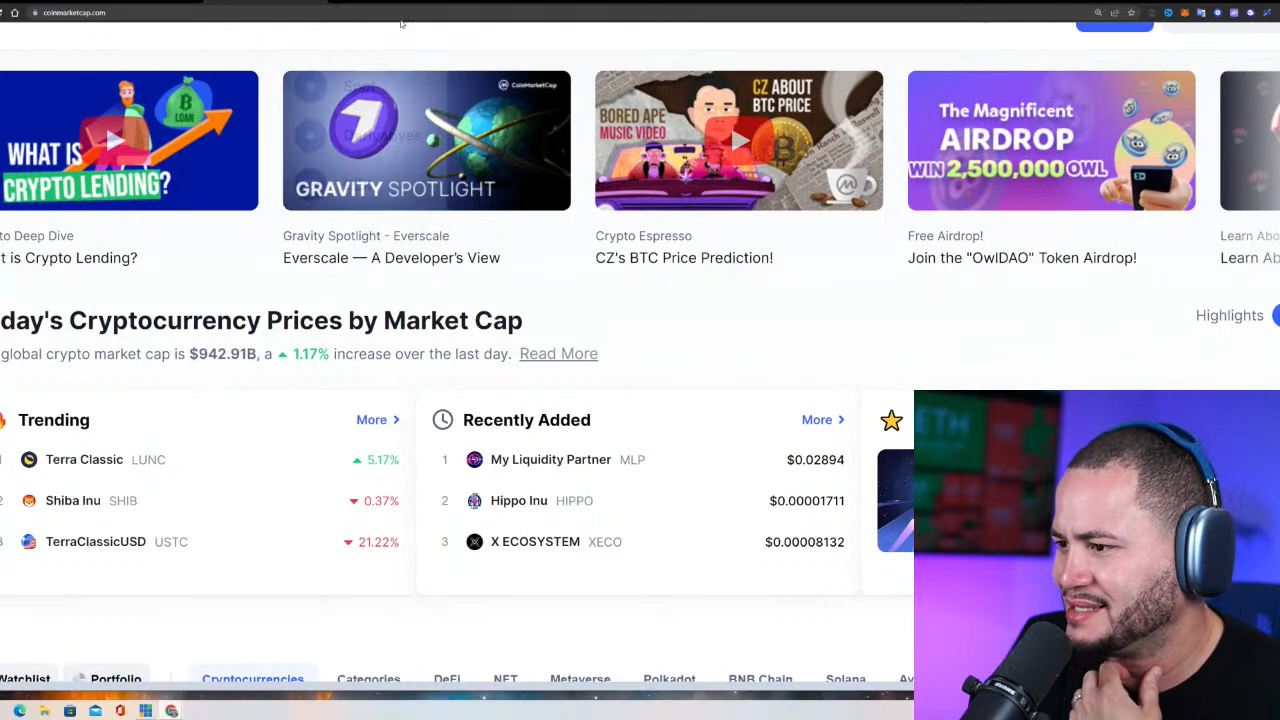 coinmarketcap.com
WHAT IS
CRYPTO LENDING?
LOAN
CoinMarketCap
GRAVITY SPOTLIGHT
BORED APE
MUSIC VIDEO
CZ ABOUT
BTC PRICE
The Magnificent
AIRDROP
WIN 2,500,000 OWL
to Deep Dive
t is Crypto Lending?
Gravity Spotlight - Everscale
Everscale — A Developer's View
Crypto Espresso
CZ's BTC Price Prediction!
Free Airdrop!
Join the "OwlDAO" Token Airdrop!
Learn Abo
Learn Ab
day's Cryptocurrency Prices by Market Cap
Highlights
global crypto market cap is $942.91B, a 1.17% increase over the last day. Read More
Trending
More >
1 Terra Classic LUNC 5.17%
2 Shiba Inu SHIB 0.37%
3 TerraClassicUSD USTC 21.22%
Recently Added
More >
1 My Liquidity Partner MLP $0.02894
2 Hippo Inu HIPPO $0.00001711
3 X ECOSYSTEM XECO $0.00008132
ETH
Watchlist Portfolio Cryptocurrencies Categories DeFi NFT Metaverse Polkadot BNB Chain Solana Av